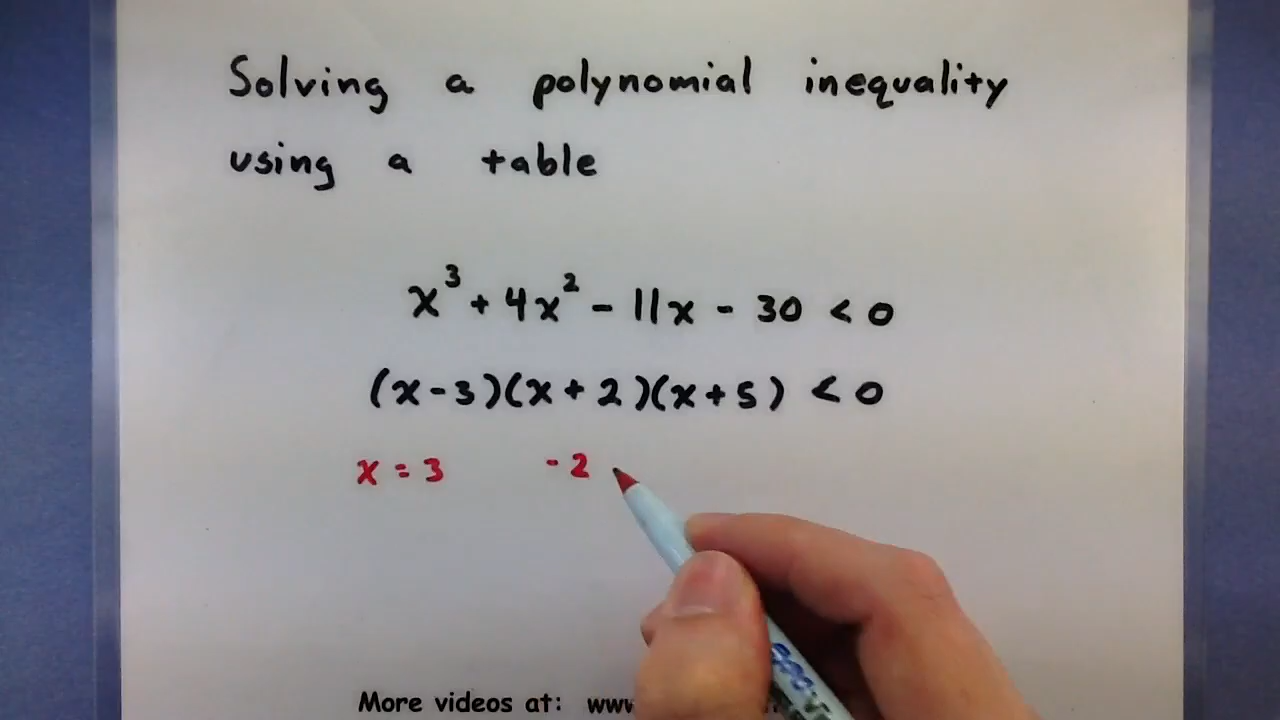 Solving a polynomial inequality
using a table
x³ + 4x² - 11x - 30 < 0
(x-3)(x+2)(x+5) < 0
x = 3 -2
More videos at: